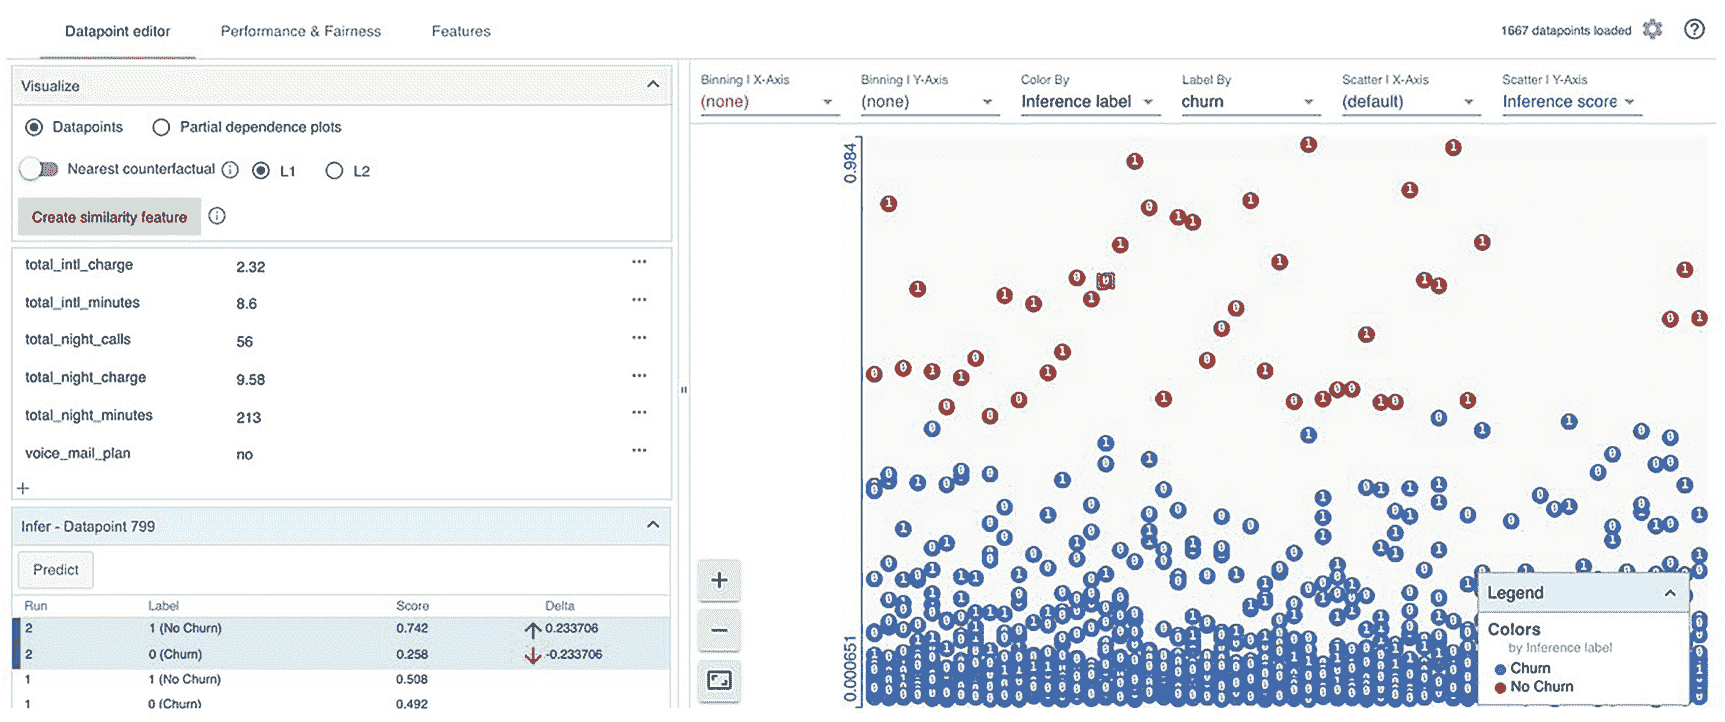 Datapoint editor Performance & Fairness Features 1667 datapoints loaded
Visualize
Datapoints Partial dependence plots
Nearest counterfactual L1 L2
Create similarity feature
total_intl_charge 2.32
total_intl_minutes 8.6
total_night_calls 56
total_night_charge 9.58
total_night_minutes 213
voice_mail_plan no
Infer - Datapoint 799
Predict
Run Label Score Delta
2 1 (No Churn) 0.742 0.233706
2 0 (Churn) 0.258 -0.233706
1 1 (No Churn) 0.508
1 0 (Churn) 0.492
Binning | X-Axis Binning | Y-Axis Color By Label By Scatter | X-Axis Scatter | Y-Axis
(none) (none) Inference label churn (default) Inference score
0.984
0.000651
Legend
Colors
by Inference label
Churn
No Churn